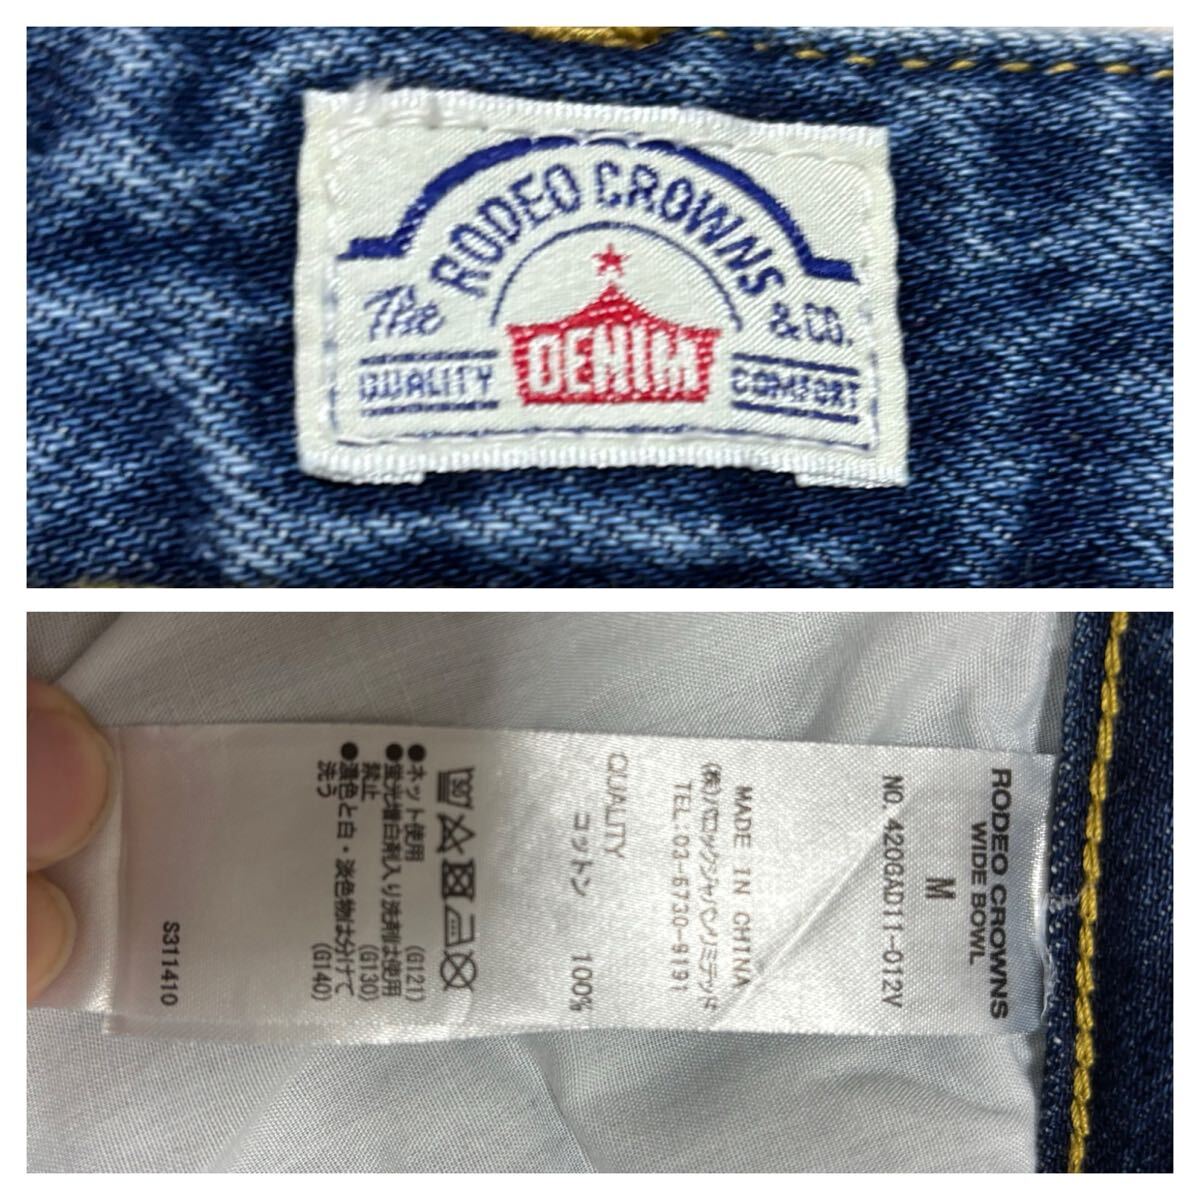 The RODEO CROWNS & CO.
QUALITY DENIM COMFORT
RODEO CROWNS
WIDE BOWL
M
NO. 420GAD11-012V
MADE IN CHINA
(株)バロックジャパンリミテッド
TEL:03-6730-9191
QUALITY
コットン 100%
60
●ネット使用 (G121)
●蛍光増白剤入り洗剤は使用
禁止 (G130)
●濃色と白・淡色物は分けて
洗う (G140)
S311410